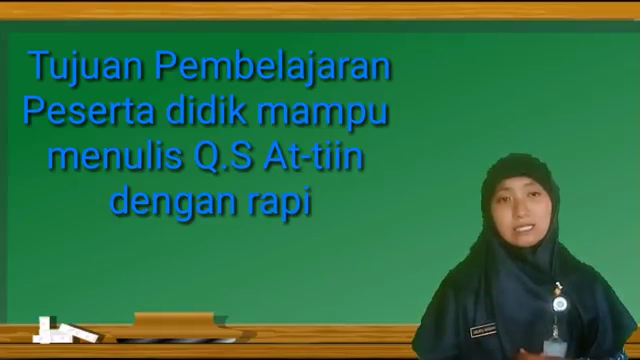 Tujuan Pembelajaran
Peserta didik mampu
menulis Q.S At-tiin
dengan rapi